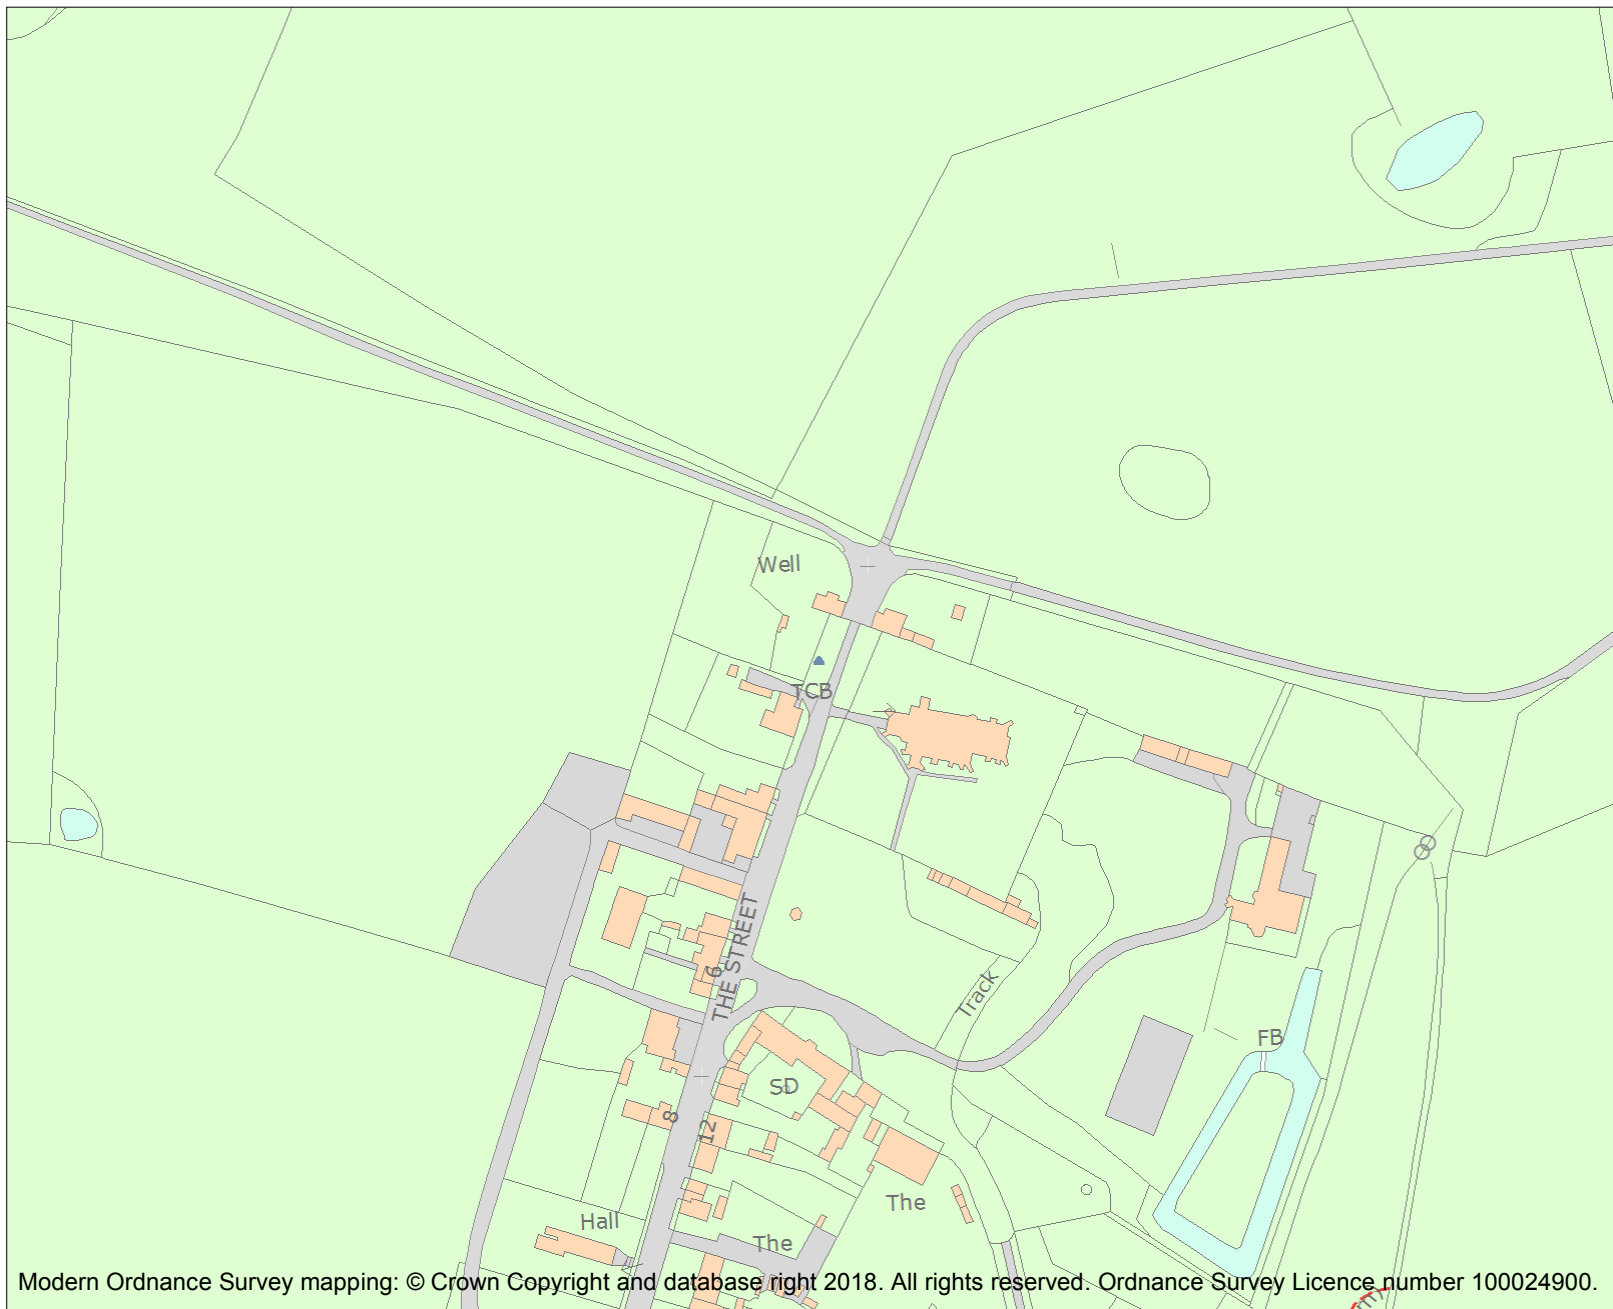 Well
TCB
THE STREET
6
Track
FB
SD
8
12
The
Hall
The
Modern Ordnance Survey mapping: © Crown Copyright and database right 2018. All rights reserved. Ordnance Survey Licence number 100024900.